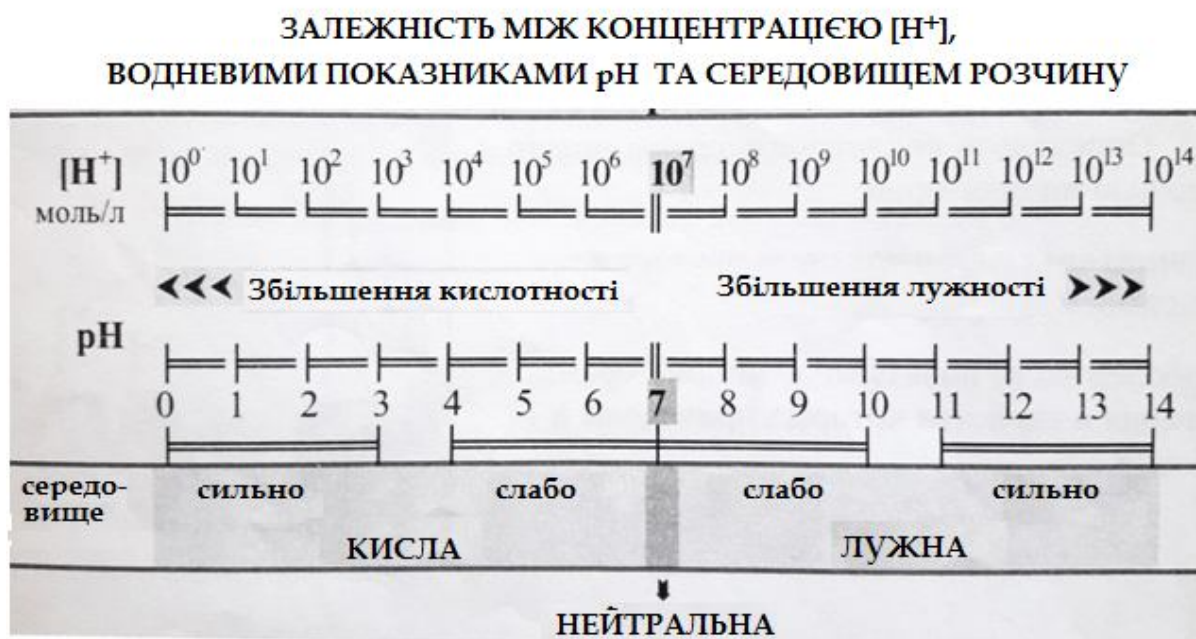 ЗАЛЕЖНІСТЬ МІЖ КОНЦЕНТРАЦІЄЮ [H⁺],
ВОДНЕВИМИ ПОКАЗНИКАМИ pH ТА СЕРЕДОВИЩЕМ РОЗЧИНУ
[H⁺] 10⁰ 10¹ 10² 10³ 10⁴ 10⁵ 10⁶ 10⁷ 10⁸ 10⁹ 10¹⁰ 10¹¹ 10¹² 10¹³ 10¹⁴
моль/л
Збільшення кислотності Збільшення лужності
pH
0 1 2 3 4 5 6 7 8 9 10 11 12 13 14
середо- сильно слабо слабо сильно
вище
КИСЛА ЛУЖНА
НЕЙТРАЛЬНА